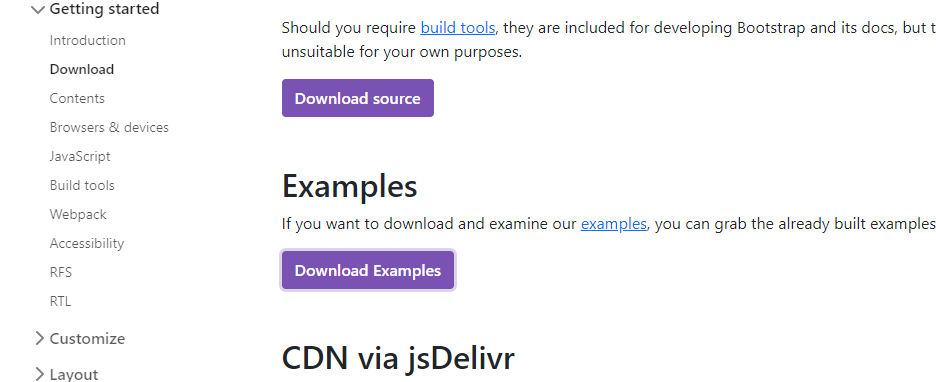 Getting started
Introduction
Download
Contents
Browsers & devices
JavaScript
Build tools
Webpack
Accessibility
RFS
RTL
Customize
Layout
Should you require build tools, they are included for developing Bootstrap and its docs, but
unsuitable for your own purposes.
Download source
Examples
If you want to download and examine our examples, you can grab the already built examples
Download Examples
CDN via jsDelivr